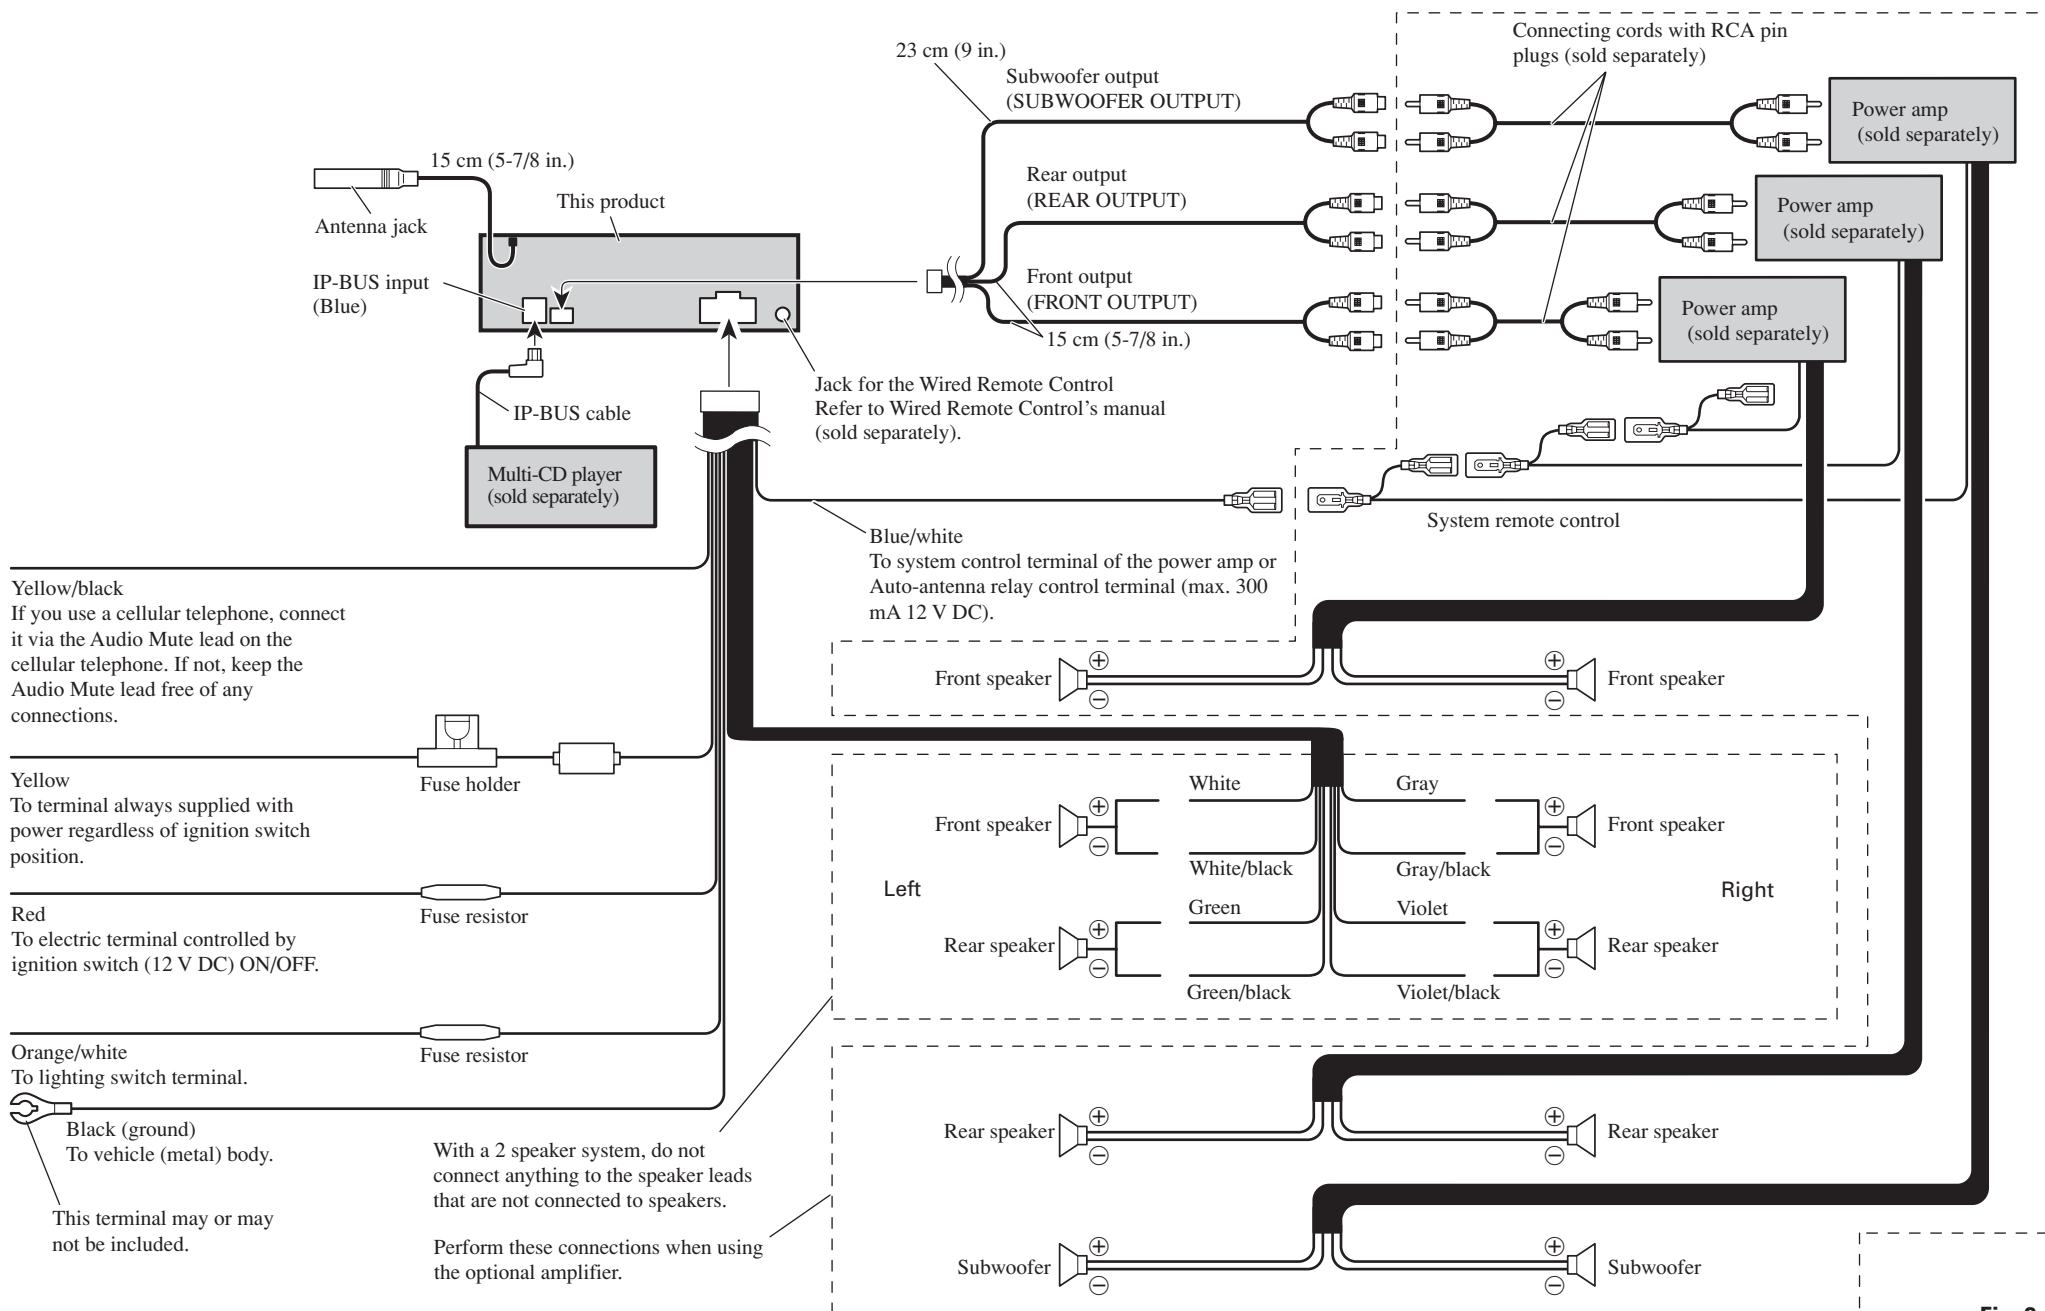 Connecting cords with RCA pin
plugs (sold separately)
23 cm (9 in.)
Subwoofer output
(SUBWOOFER OUTPUT)
Power amp
(sold separately)
15 cm (5-7/8 in.)
This product
Antenna jack
Rear output
(REAR OUTPUT)
Power amp
(sold separately)
IP-BUS input
(Blue)
Front output
(FRONT OUTPUT)
15 cm (5-7/8 in.)
Power amp
(sold separately)
Jack for the Wired Remote Control
Refer to Wired Remote Control’s manual
(sold separately).
IP-BUS cable
Multi-CD player
(sold separately)
System remote control
Blue/white
To system control terminal of the power amp or
Auto-antenna relay control terminal (max. 300
mA 12 V DC).
Yellow/black
If you use a cellular telephone, connect
it via the Audio Mute lead on the
cellular telephone. If not, keep the
Audio Mute lead free of any
connections.
Front speaker
+
−
+
−
Front speaker
Fuse holder
Yellow
To terminal always supplied with
power regardless of ignition switch
position.
White
Gray
Front speaker
+
−
+
−
Front speaker
White/black
Gray/black
Left
Right
Green
Violet
Rear speaker
+
−
+
−
Rear speaker
Green/black
Violet/black
Red
To electric terminal controlled by
ignition switch (12 V DC) ON/OFF.
Fuse resistor
Orange/white
To lighting switch terminal.
Fuse resistor
Black (ground)
To vehicle (metal) body.
This terminal may or may
not be included.
With a 2 speaker system, do not
connect anything to the speaker leads
that are not connected to speakers.
Perform these connections when using
the optional amplifier.
Rear speaker
+
−
+
−
Rear speaker
Subwoofer
+
−
+
−
Subwoofer